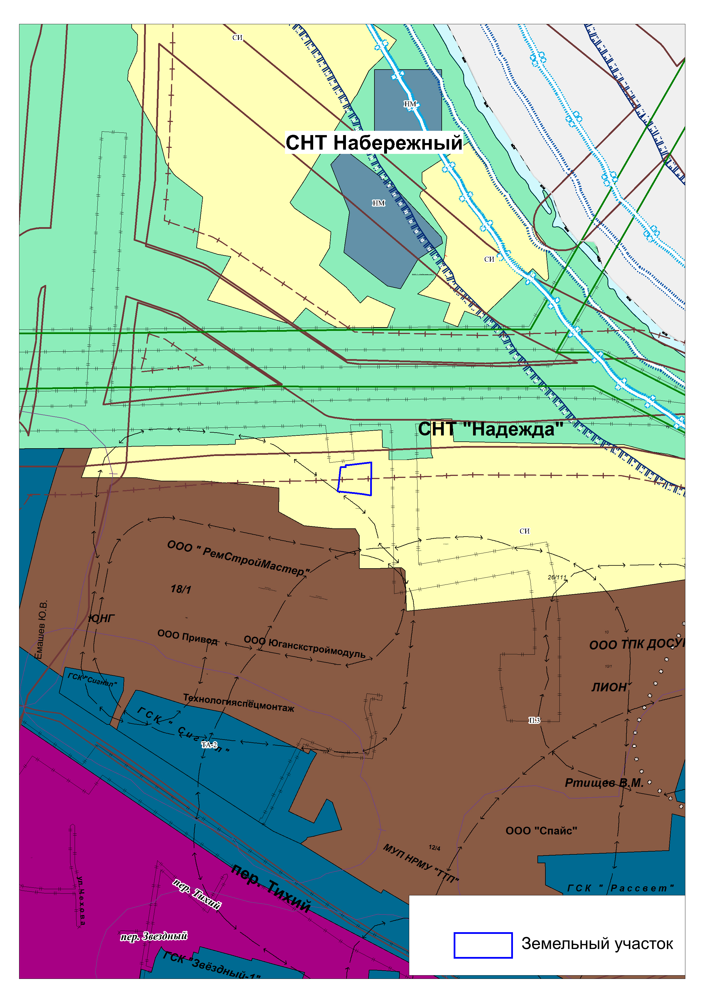 СИ
НМ
СНТ Набережный
НМ
СИ
СНТ "Надежда"
СИ
ООО " РемСтройМастер"
26/111
18/1
ЮНГ
Емашев Ю.В.
ООО Привод
ООО Юганскстроймодуль
10
ООО ТПК ДОСУ
10/1
ГСК "Сигнал"
ЛИОН
Технологияспецмонтаж
ГСК " Сигнал"
П.3
ТА-2
Ртищев В.М.
ООО "Спайс"
12/4
МУП НРМУ "ТТП"
пер. Тихий
ул. Чехова
пер. Тихий
ГСК " Рассвет"
пер. Звездный
Земельный участок
ГСК "Звёздный-1"